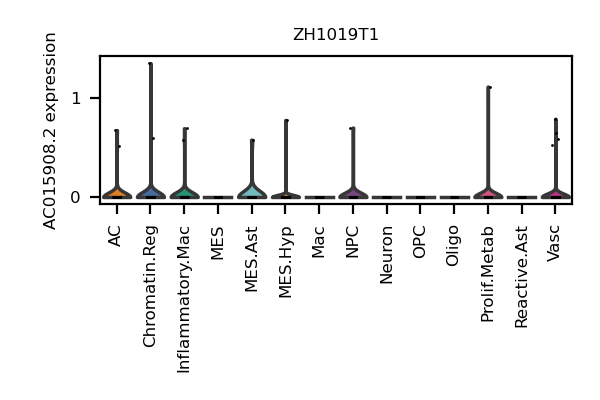 ZH1019T1
AC015908.2 expression
1
0
AC
Chromatin.Reg
Inflammatory.Mac
MES
MES.Ast
MES.Hyp
Mac
NPC
Neuron
OPC
Oligo
Prolif.Metab
Reactive.Ast
Vasc